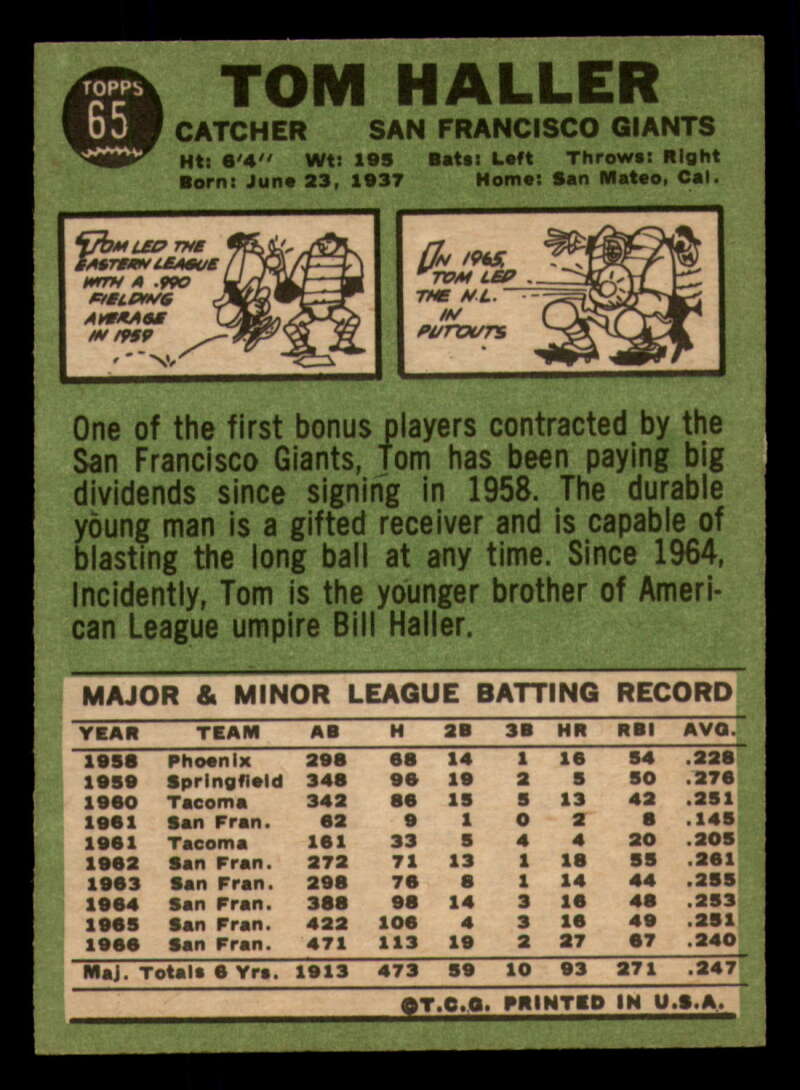 TOPPS
65
TOM HALLER
CATCHER SAN FRANCISCO GIANTS
Ht: 6'4" Wt: 195 Bats: Left Throws: Right
Born: June 23, 1937 Home: San Mateo, Cal.
TOM LED THE
EASTERN LEAGUE
WITH A .990
FIELDING
AVERAGE
IN 1959
IN 1965,
TOM LED
THE N.L.
IN
PUTOUTS
One of the first bonus players contracted by the
San Francisco Giants, Tom has been paying big
dividends since signing in 1958. The durable
young man is a gifted receiver and is capable of
blasting the long ball at any time. Since 1964,
Incidently, Tom is the younger brother of Ameri-
can League umpire Bill Haller.
MAJOR & MINOR LEAGUE BATTING RECORD
YEAR TEAM AB H 2B 3B HR RBI AVG.
1958 Phoenix 298 68 14 1 16 54 .228
1959 Springfield 348 96 19 2 5 50 .276
1960 Tacoma 342 86 15 5 13 42 .251
1961 San Fran. 62 9 1 0 2 8 .145
1961 Tacoma 161 33 5 4 4 20 .205
1962 San Fran. 272 71 13 1 18 55 .261
1963 San Fran. 298 76 8 1 14 44 .255
1964 San Fran. 388 98 14 3 16 48 .253
1965 San Fran. 422 106 4 3 16 49 .251
1966 San Fran. 471 113 19 2 27 67 .240
Maj. Totals 6 Yrs. 1913 473 59 10 93 271 .247
©T.C.G. PRINTED IN U.S.A.